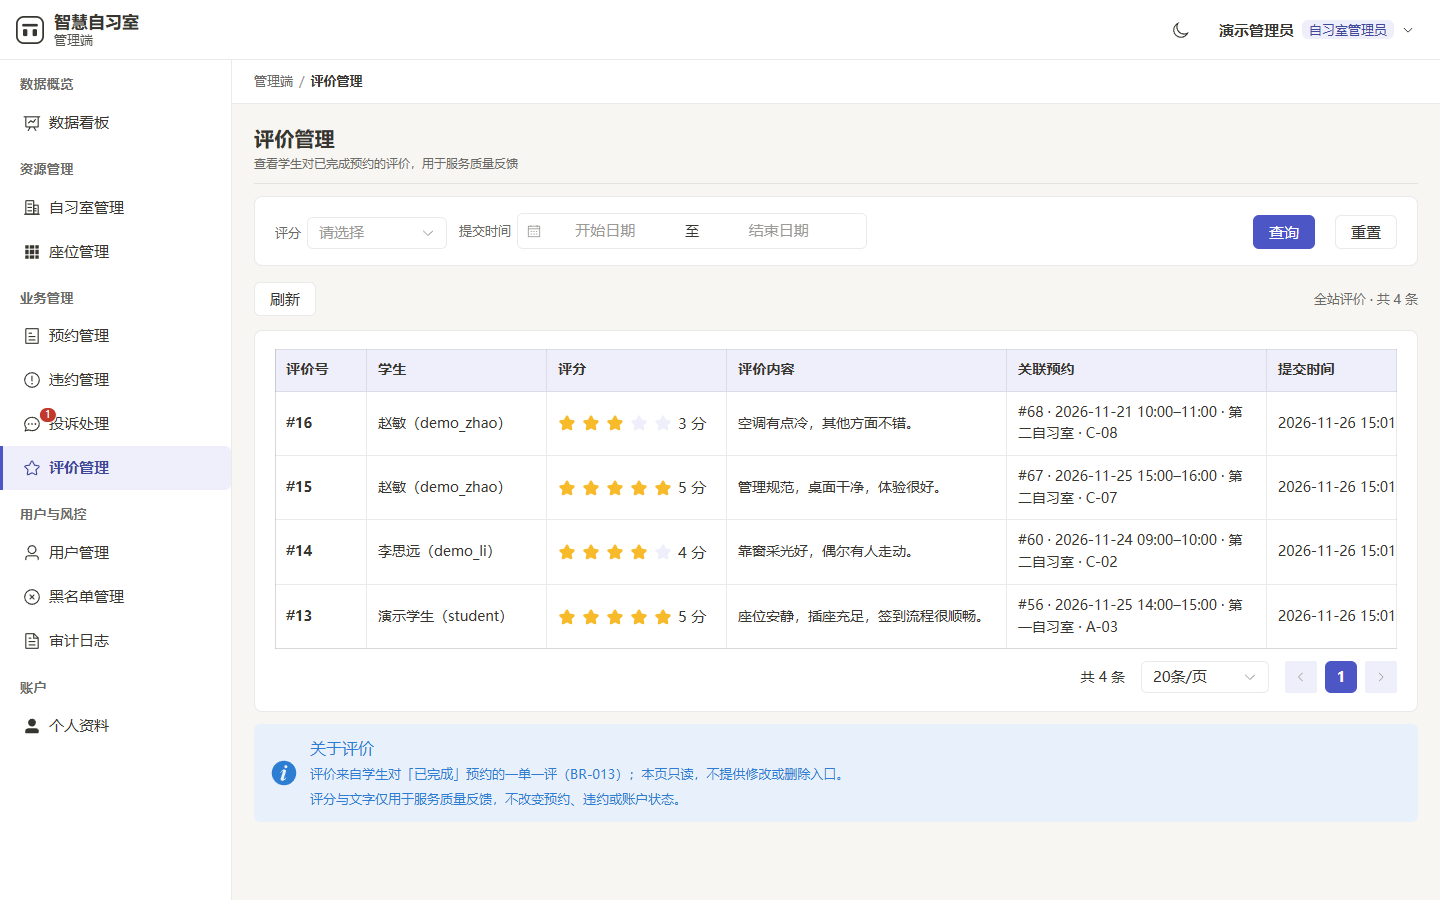 智慧自习室
管理端
演示管理员 自习室管理员
数据概览
数据看板
资源管理
自习室管理
座位管理
业务管理
预约管理
违约管理
1
投诉处理
评价管理
用户与风控
用户管理
黑名单管理
审计日志
账户
个人资料
管理端 / 评价管理
评价管理
查看学生对已完成预约的评价，用于服务质量反馈
评分 请选择 提交时间 开始日期 至 结束日期 查询 重置
刷新 全站评价 · 共 4 条
评价号 学生 评分 评价内容 关联预约 提交时间
#16 赵敏（demo_zhao） 3 分 空调有点冷，其他方面不错。 #68 · 2026-11-21 10:00–11:00 · 第
二自习室 · C-08 2026-11-26 15:01
#15 赵敏（demo_zhao） 5 分 管理规范，桌面干净，体验很好。 #67 · 2026-11-25 15:00–16:00 · 第
二自习室 · C-07 2026-11-26 15:01
#14 李思远（demo_li） 4 分 靠窗采光好，偶尔有人走动。 #60 · 2026-11-24 09:00–10:00 · 第
二自习室 · C-02 2026-11-26 15:01
#13 演示学生（student） 5 分 座位安静，插座充足，签到流程很顺畅。 #56 · 2026-11-25 14:00–15:00 · 第
一自习室 · A-03 2026-11-26 15:01
共 4 条 20条/页 1
关于评价
评价来自学生对「已完成」预约的一单一评（BR-013）；本页只读，不提供修改或删除入口。
评分与文字仅用于服务质量反馈，不改变预约、违约或账户状态。